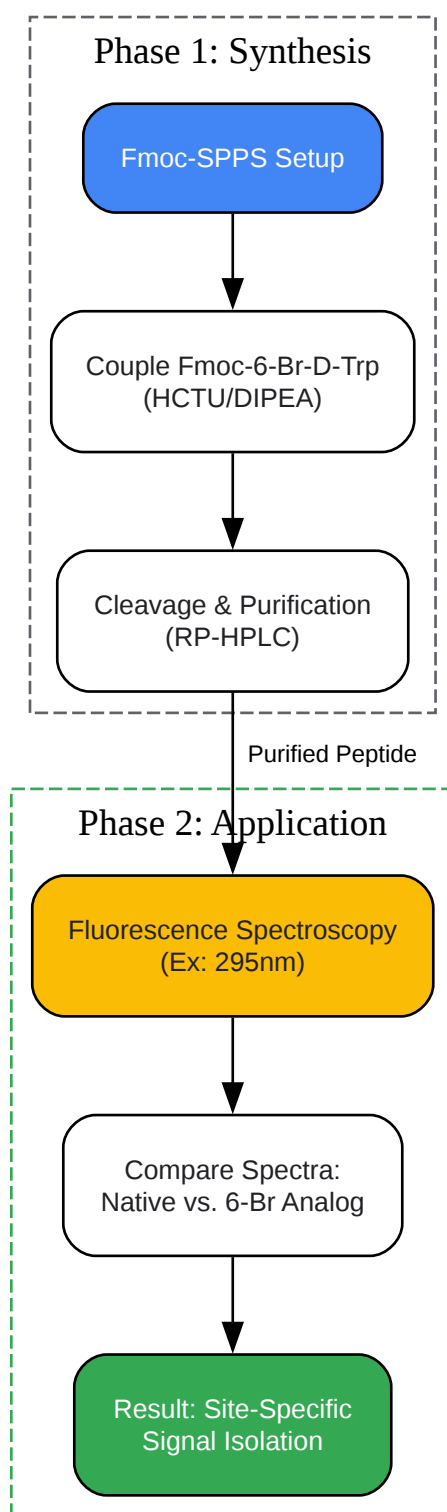 Phase 1: Synthesis
Fmoc-SPPS Setup
Couple Fmoc-6-Br-D-Trp
(HCTU/DIPEA)
Cleavage & Purification
(RP-HPLC)
Purified Peptide
Phase 2: Application
Fluorescence Spectroscopy
(Ex: 295nm)
Compare Spectra:
Native vs. 6-Br Analog
Result: Site-Specific
Signal Isolation